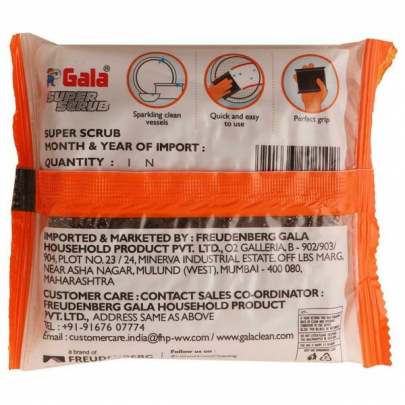 Gala
SUPER
SCRUB
Sparkling clean
vessels
Quick and easy
to use
Perfect grip
SUPER SCRUB
MONTH & YEAR OF IMPORT :
QUANTITY : 1 N
IMPORTED & MARKETED BY : FREUDENBERG GALA
HOUSEHOLD PRODUCT PVT. LTD., O2 GALLERIA, B - 902/903/
904, PLOT NO. 23 / 24, MINERVA INDUSTRIAL ESTATE, OFF LBS MARG,
NEAR ASHA NAGAR, MULUND (WEST), MUMBAI - 400 080,
MAHARASHTRA
CUSTOMER CARE : CONTACT SALES CO-ORDINATOR :
FREUDENBERG GALA HOUSEHOLD PRODUCT
PVT. LTD., ADDRESS SAME AS ABOVE
TEL. : +91-91676 07774
Email : customercare.india@fhp-ww.com / www.galaclean.com
a brand of
FREUDENBERG
Follow us on :